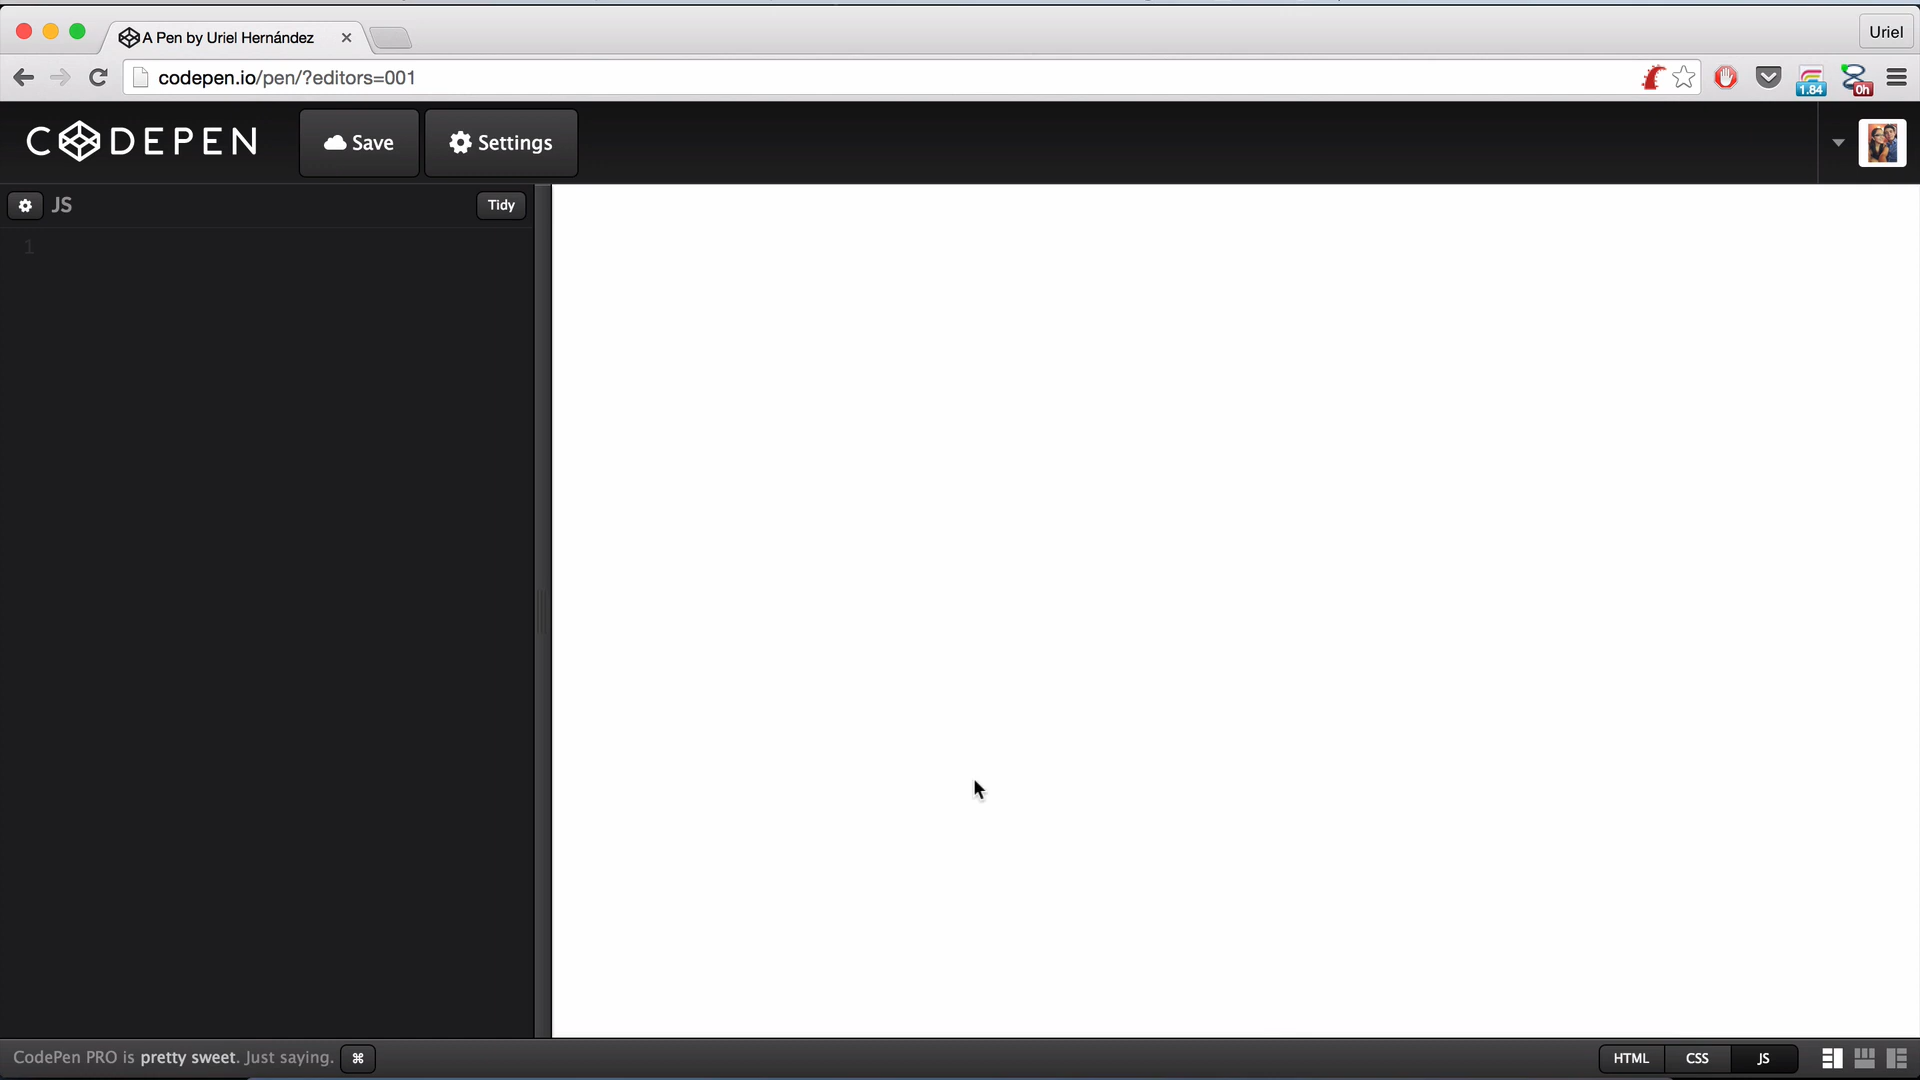 A Pen by Uriel Hernández
Uriel
codepen.io/pen/?editors=001
1.84
0h
CODEPEN
Save
Settings
JS
Tidy
1
CodePen PRO is pretty sweet. Just saying. ⌘
HTML
CSS
JS